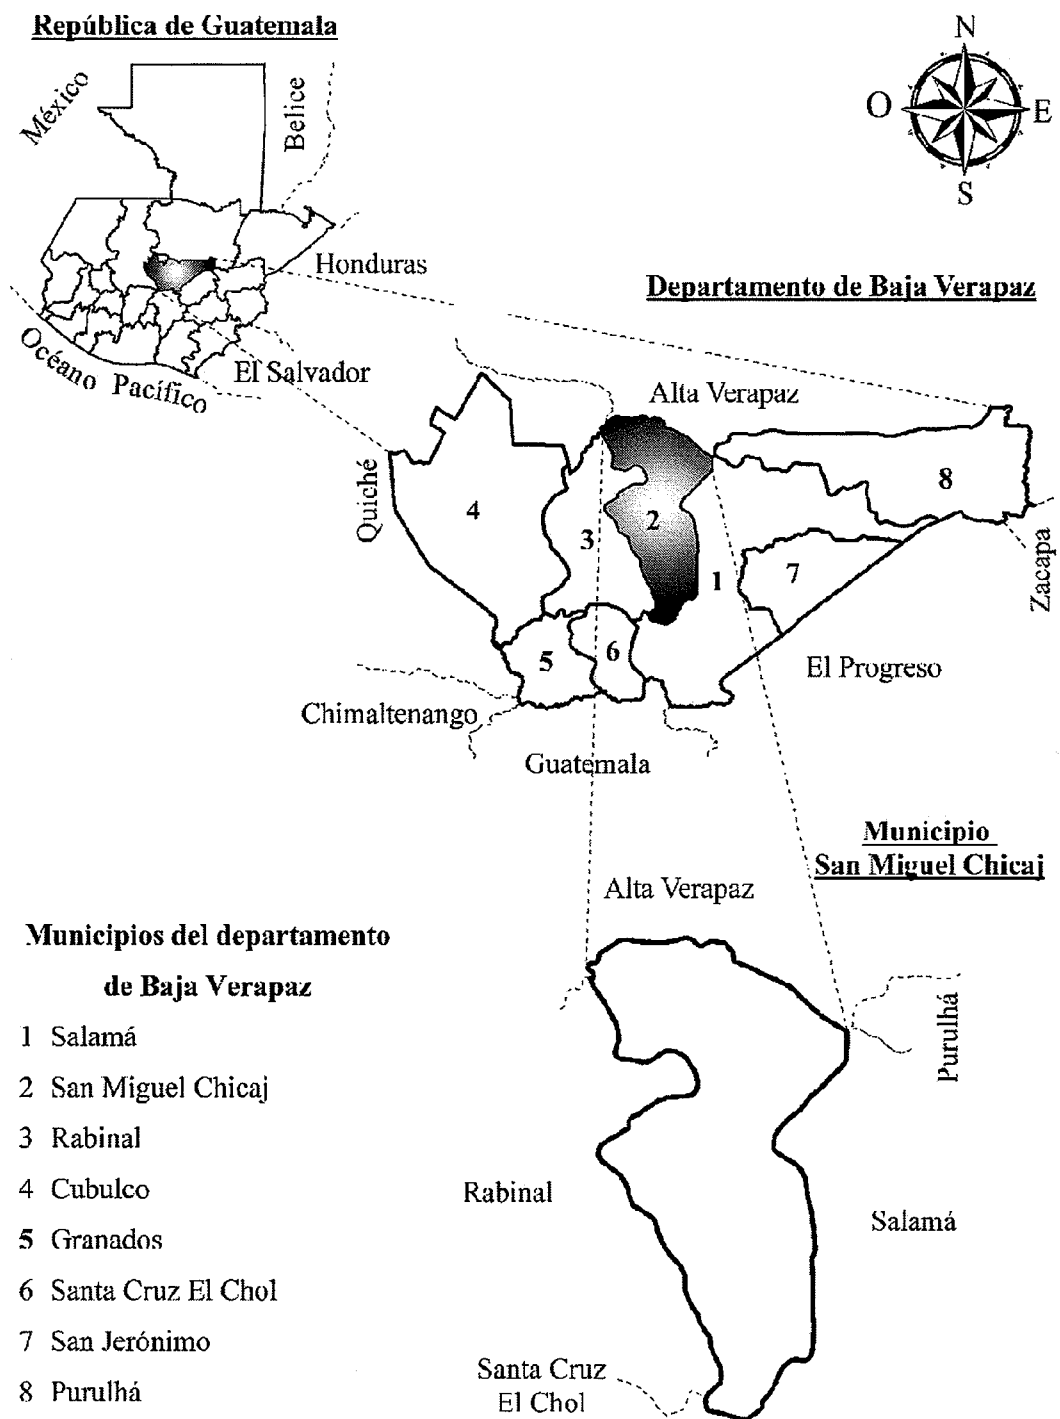 República de Guatemala
N
México
Belice
O
E
S
Honduras
Departamento de Baja Verapaz
Océano Pacífico
El Salvador
Alta Verapaz
Quiché
4
3
2
1
8
7
Zacapa
5
6
El Progreso
Chimaltenango
Guatemala
Municipio
San Miguel Chicaj
Alta Verapaz
Purulhá
Rabinal
Salamá
Santa Cruz
El Chol
Municipios del departamento
de Baja Verapaz
1 Salamá
2 San Miguel Chicaj
3 Rabinal
4 Cubulco
5 Granados
6 Santa Cruz El Chol
7 San Jerónimo
8 Purulhá